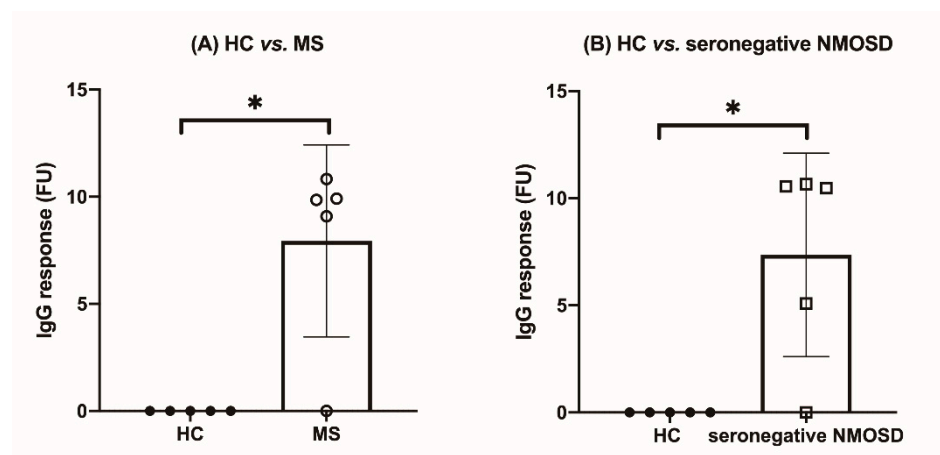 (A) HC vs. MS
IgG response (FU)
15
10
5
0
*
HC
MS
(B) HC vs. seronegative NMOSD
IgG response (FU)
15
10
5
0
*
HC
seronegative NMOSD